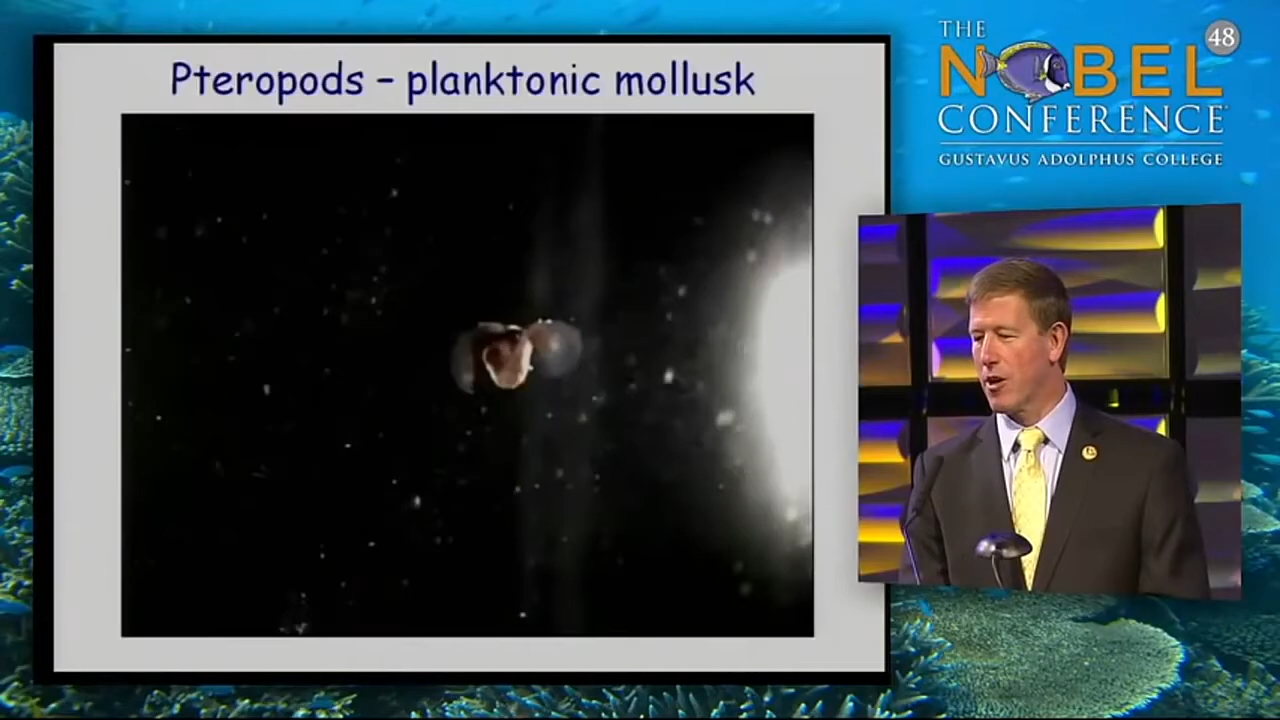 Pteropods – planktonic mollusk
THE
NOBEL
48
CONFERENCE
GUSTAVUS ADOLPHUS COLLEGE